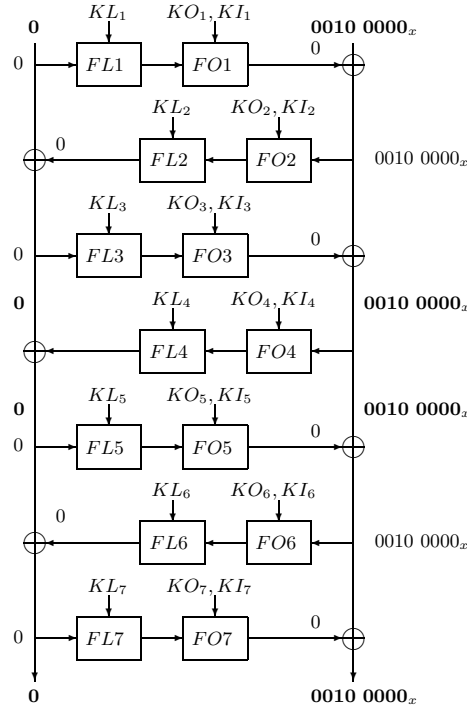 KL₁ KO₁, KI₁
0 0010 0000ₓ
0 FL1 FO1 0
KL₂ KO₂, KI₂
0 FL2 FO2 0010 0000ₓ
KL₃ KO₃, KI₃
0 FL3 FO3 0
KL₄ KO₄, KI₄
0 0010 0000ₓ
FL4 FO4
KL₅ KO₅, KI₅
0 0010 0000ₓ
0 FL5 FO5 0
KL₆ KO₆, KI₆
0 FL6 FO6 0010 0000ₓ
KL₇ KO₇, KI₇
0 FL7 FO7 0
0 0010 0000ₓ